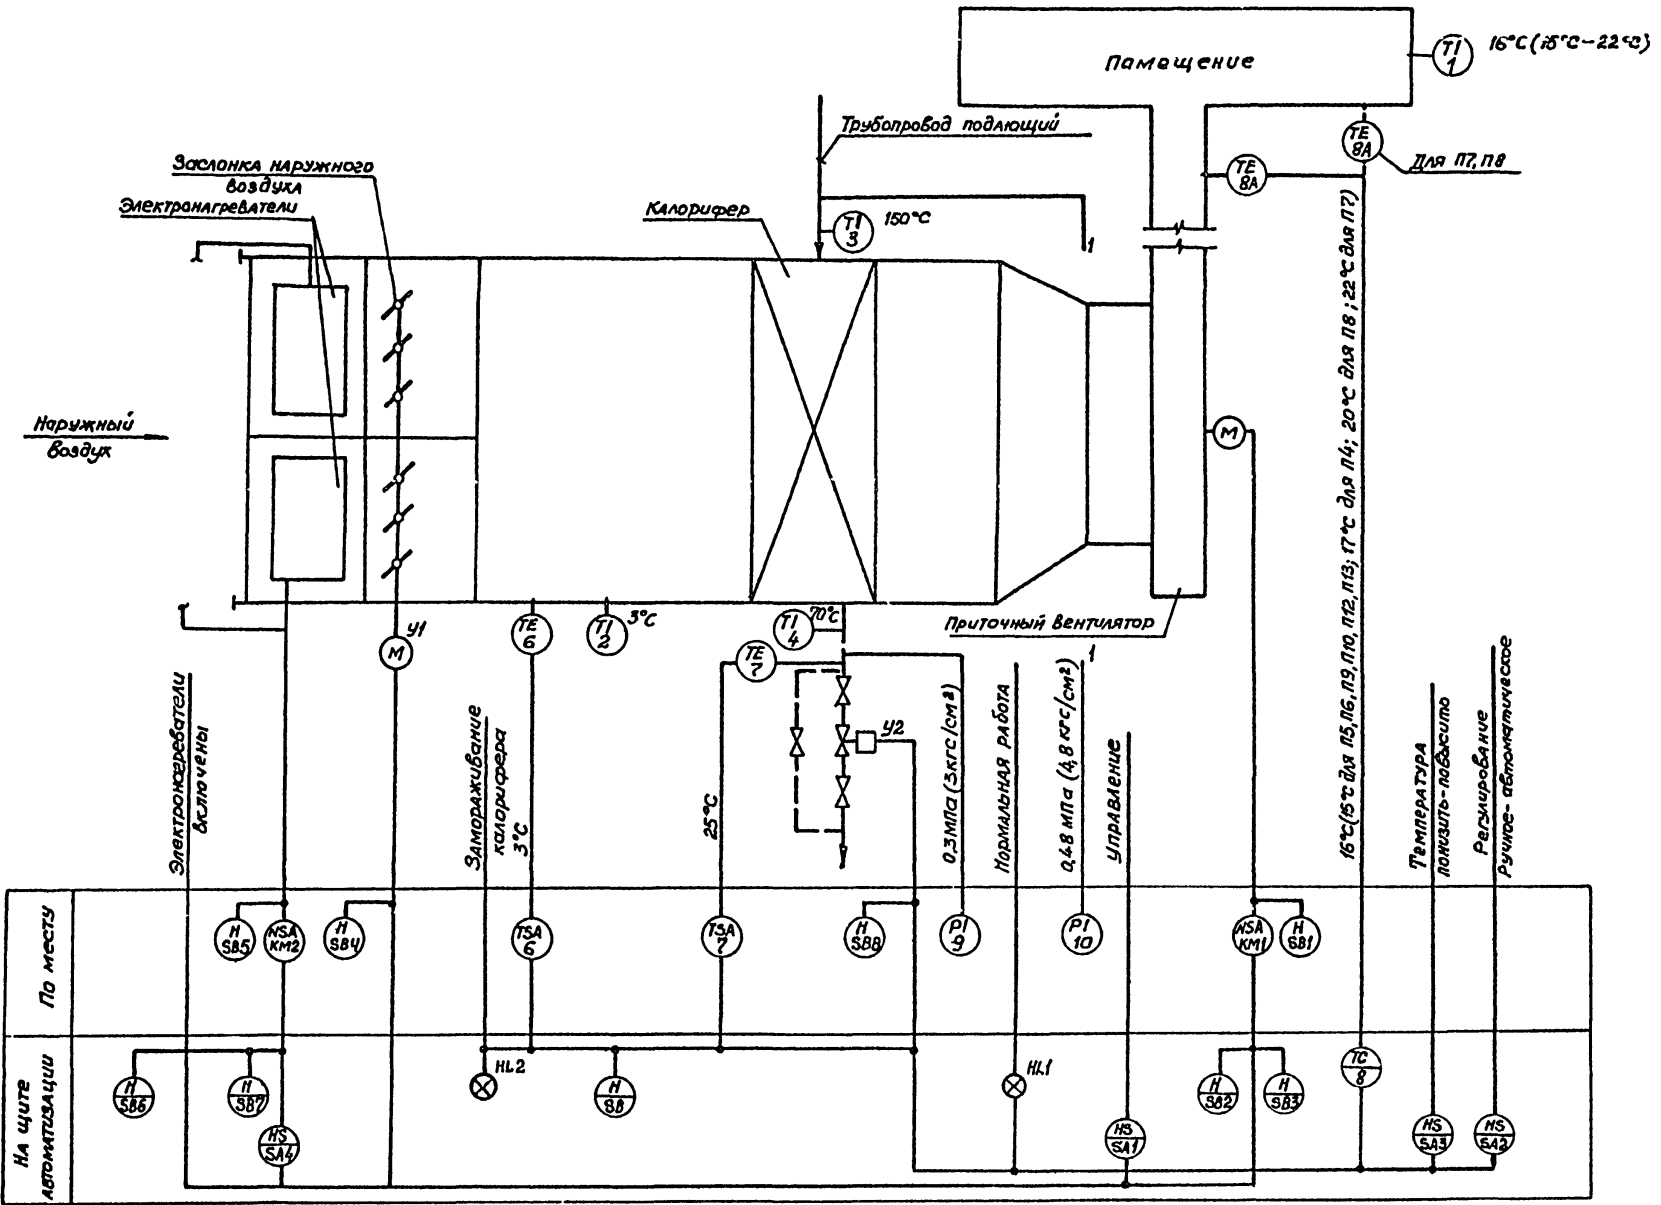 Помещение
TI
1
16°C (15°C-22°C)
Трубопровод подающий
TE
8A
Для П7, П8
TE
8A
Заслонка наружного
воздуха
Электронагреватели
Калорифер
TI
3
150°C
1
Наружный
воздух
M
16°C (15°C для П5, П6, П9, П10, П12, П13; 17°C для П4; 20°C для П8; 22°C для П7)
Приточный вентилятор
TE
6
TI
2
3°C
TI
4
70°C
У1
M
TE
7
У2
Электронагреватели
включены
Замораживание
калорифера
3°C
25°C
0,3 МПа (3 кгс/см²)
Нормальная работа
0,48 МПа (4,8 кгс/см²)
1
Управление
Температура
понизить-повысить
Регулирование
Ручное-автоматическое
По месту
H
SB5
NSA
KM2
H
SB4
TSA
6
TSA
7
H
SB8
PI
9
PI
10
NSA
KM1
H
SB1
На щите
автоматизации
H
SB6
H
SB7
HS
SA4
HL2
H
SB
HL1
HS
SA1
H
SB2
H
SB3
TC
8
HS
SA3
HS
SA2